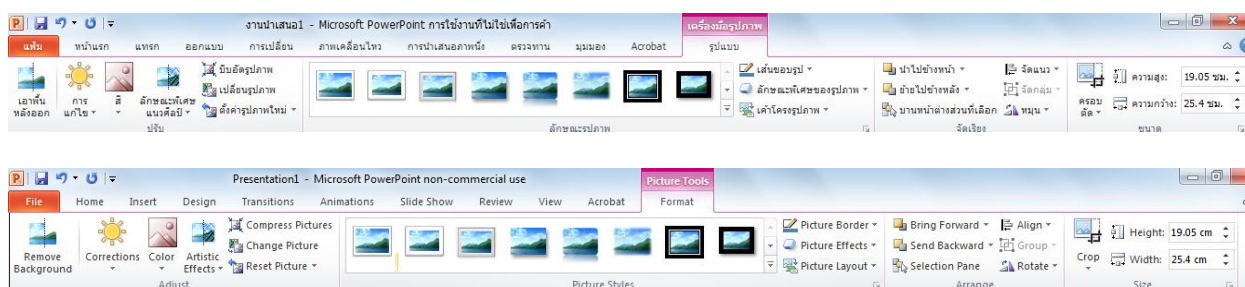 งานนำเสนอ1 - Microsoft PowerPoint การใช้งานที่ไม่ใช่เพื่อการค้า เครื่องมือรูปภาพ
แฟ้ม หน้าแรก แทรก ออกแบบ การเปลี่ยน ภาพเคลื่อนไหว การนำเสนอภาพนิ่ง ตรวจทาน มุมมอง Acrobat รูปแบบ
บีบอัดรูปภาพ เส้นขอบรูป นำไปข้างหน้า จัดแนว ความสูง: 19.05 ซม.
เปลี่ยนรูปภาพ ลักษณะพิเศษของรูปภาพ ย้ายไปข้างหลัง จัดกลุ่ม
เอาพื้นหลังออก การแก้ไข สี ลักษณะพิเศษแนวศิลป์ ตั้งค่ารูปภาพใหม่ เค้าโครงรูปภาพ บานหน้าต่างส่วนที่เลือก หมุน ครอบตัด ความกว้าง: 25.4 ซม.
ปรับ ลักษณะรูปภาพ จัดเรียง ขนาด
Presentation1 - Microsoft PowerPoint non-commercial use Picture Tools
File Home Insert Design Transitions Animations Slide Show Review View Acrobat Format
Compress Pictures Picture Border Bring Forward Align Height: 19.05 cm
Change Picture Picture Effects Send Backward Group
Remove Background Corrections Color Artistic Effects Reset Picture Picture Layout Selection Pane Rotate Crop Width: 25.4 cm
Adjust Picture Styles Arrange Size